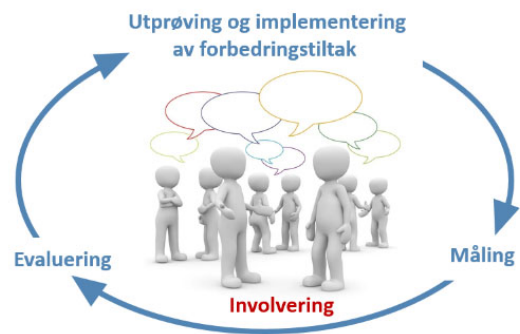 Utprøving og implementering
av forbedringstiltak
Evaluering
Måling
Involvering